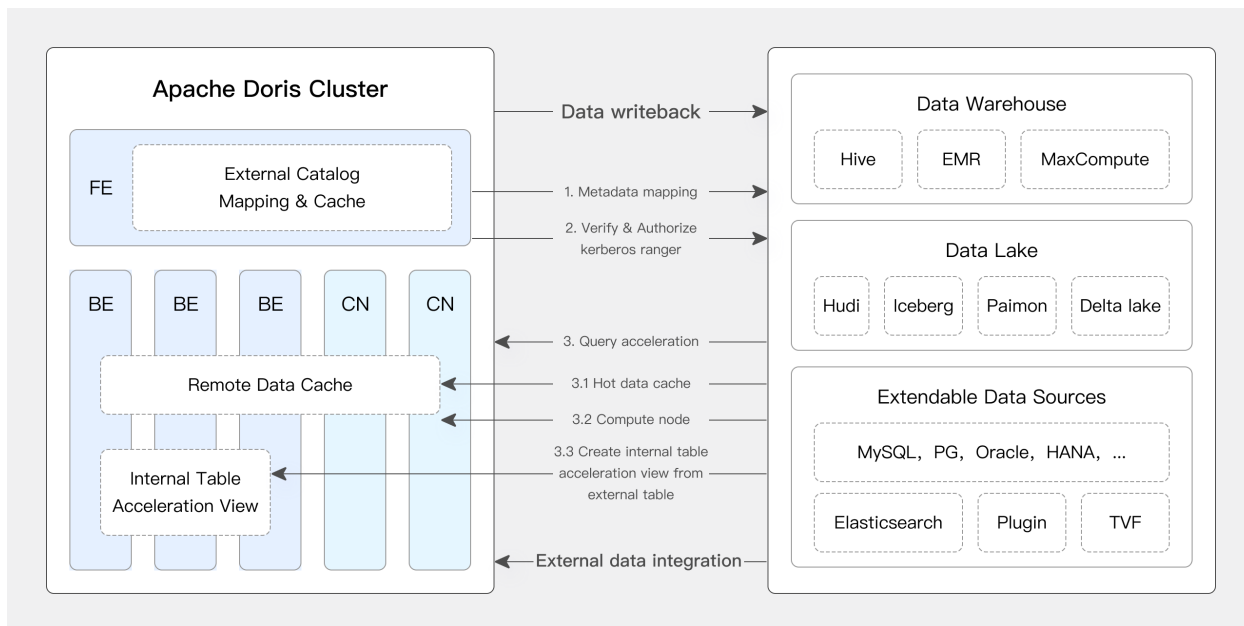 Apache Doris Cluster
FE
External Catalog
Mapping & Cache
BE
BE
BE
CN
CN
Remote Data Cache
Internal Table
Acceleration View
Data writeback
1. Metadata mapping
2. Verify & Authorize
kerberos ranger
3. Query acceleration
3.1 Hot data cache
3.2 Compute node
3.3 Create internal table
acceleration view from
external table
External data integration
Data Warehouse
Hive
EMR
MaxCompute
Data Lake
Hudi
Iceberg
Paimon
Delta lake
Extendable Data Sources
MySQL，PG，Oracle，HANA，...
Elasticsearch
Plugin
TVF